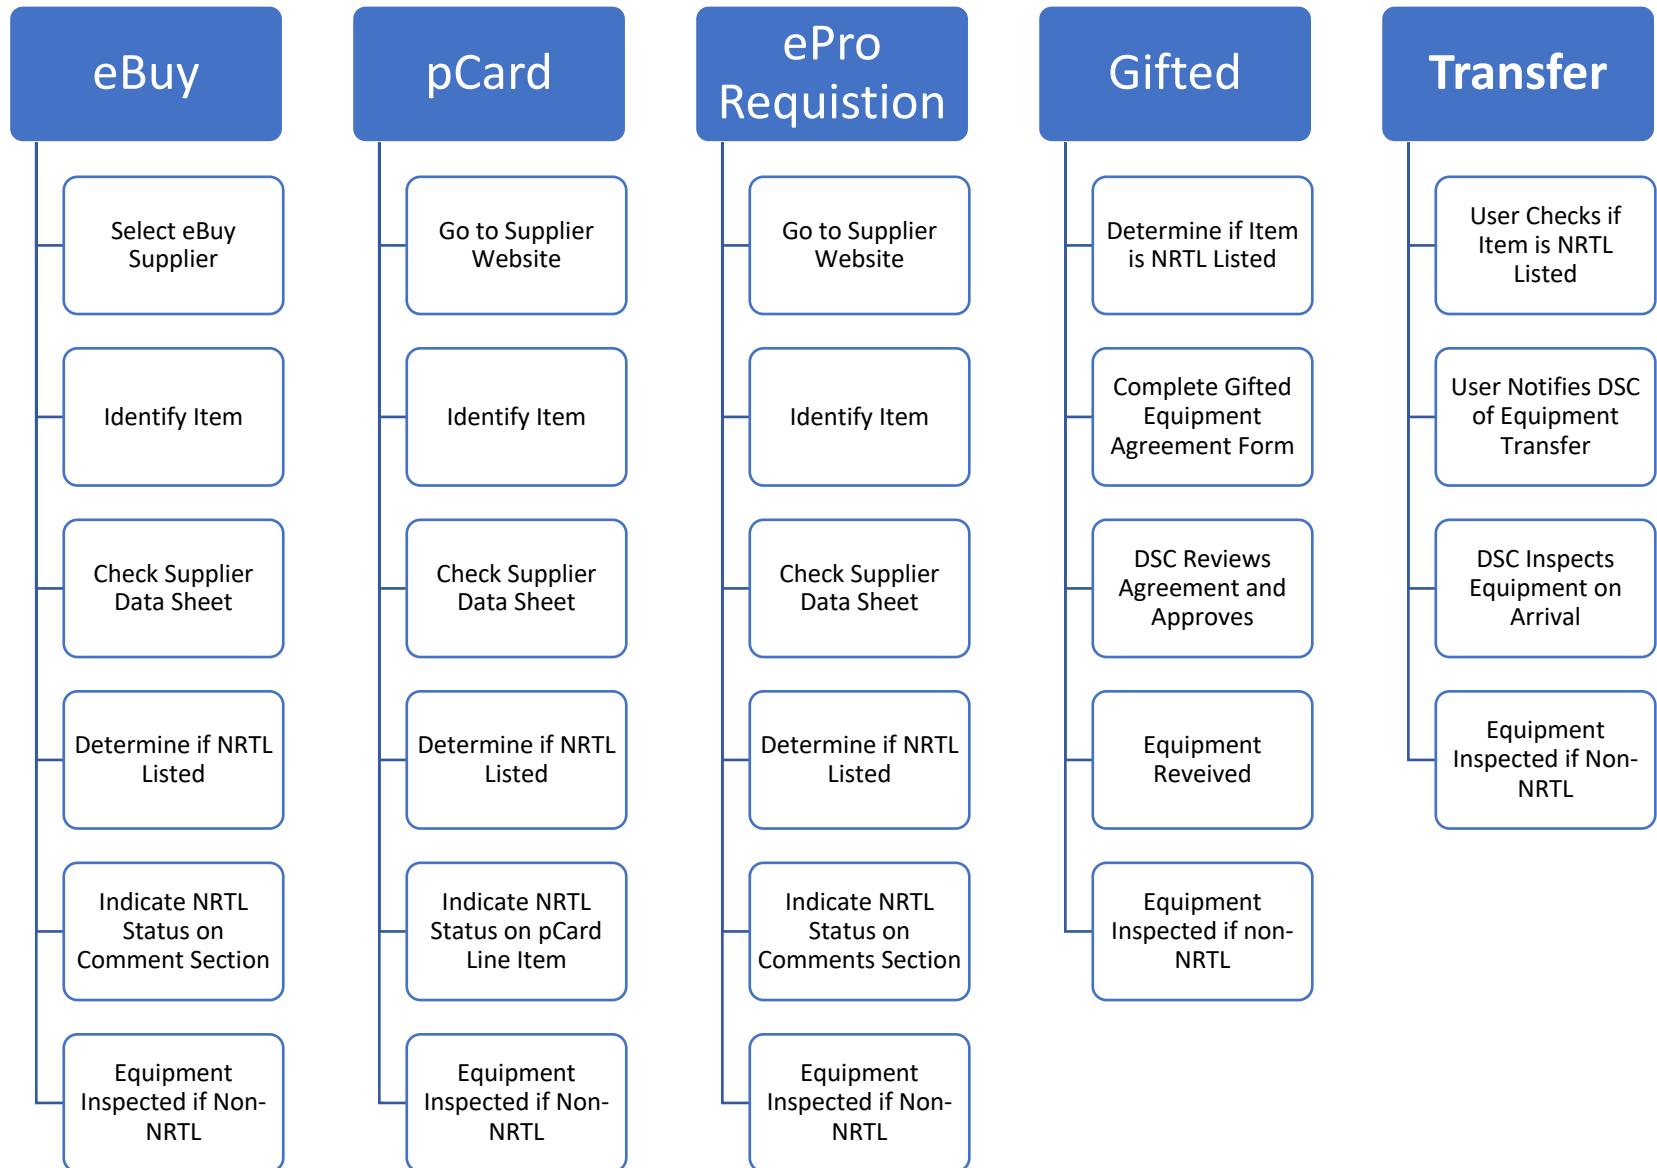 eBuy
Select eBuy
Supplier
Identify Item
Check Supplier
Data Sheet
Determine if NRTL
Listed
Indicate NRTL
Status on
Comment Section
Equipment
Inspected if Non-
NRTL
pCard
Go to Supplier
Website
Identify Item
Check Supplier
Data Sheet
Determine if NRTL
Listed
Indicate NRTL
Status on pCard
Line Item
Equipment
Inspected if Non-
NRTL
ePro
Requistion
Go to Supplier
Website
Identify Item
Check Supplier
Data Sheet
Determine if NRTL
Listed
Indicate NRTL
Status on
Comments Section
Equipment
Inspected if Non-
NRTL
Gifted
Determine if Item
is NRTL Listed
Complete Gifted
Equipment
Agreement Form
DSC Reviews
Agreement and
Approves
Equipment
Reveived
Equipment
Inspected if non-
NRTL
Transfer
User Checks if
Item is NRTL
Listed
User Notifies DSC
of Equipment
Transfer
DSC Inspects
Equipment on
Arrival
Equipment
Inspected if Non-
NRTL